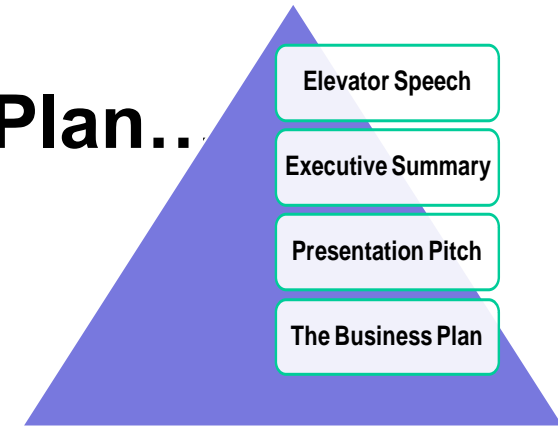 Plan...
Elevator Speech
Executive Summary
Presentation Pitch
The Business Plan